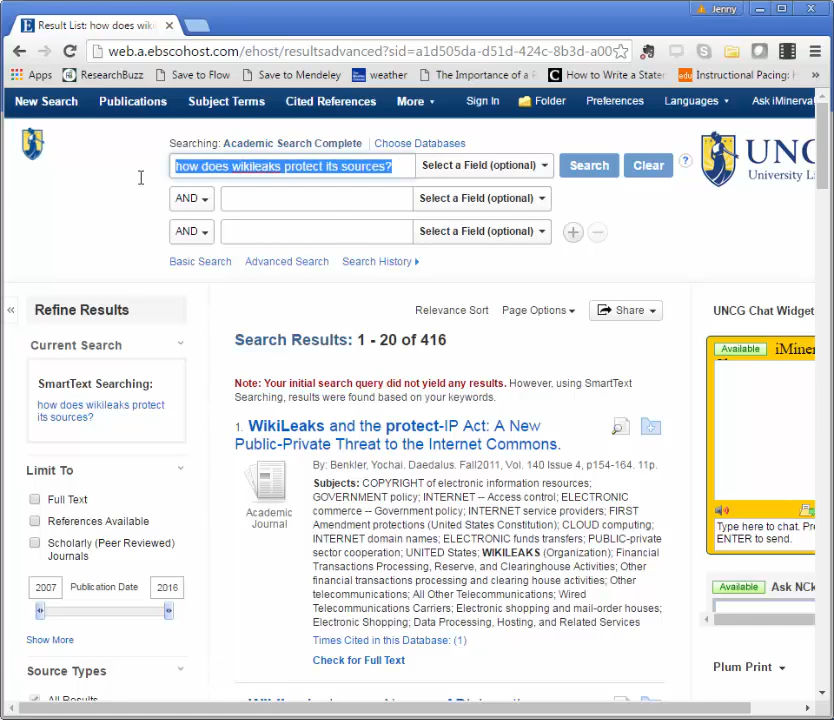 Jenny
Result List: how does wiki
web.a.ebscohost.com/ehost/resultsadvanced?sid=a1d505da-d51d-424c-8b3d-a00
Apps ResearchBuzz Save to Flow Save to Mendeley weather The Importance of a How to Write a State Instructional Pacing: »
New Search Publications Subject Terms Cited References More Sign In Folder Preferences Languages Ask iMinerva
Searching: Academic Search Complete Choose Databases
how does wikileaks protect its sources? Select a Field (optional) Search Clear ?
UNC
University Li
AND Select a Field (optional)
AND Select a Field (optional)
Basic Search Advanced Search Search History
« Refine Results
Current Search
SmartText Searching:
how does wikileaks protect
its sources?
Limit To
Full Text
References Available
Scholarly (Peer Reviewed)
Journals
2007 Publication Date 2016
Show More
Source Types
All Results
Relevance Sort Page Options Share
Search Results: 1 - 20 of 416
Note: Your initial search query did not yield any results. However, using SmartText
Searching, results were found based on your keywords.
1. WikiLeaks and the protect-IP Act: A New
Public-Private Threat to the Internet Commons.
Academic
Journal
By: Benkler, Yochai. Daedalus. Fall2011, Vol. 140 Issue 4, p154-164. 11p.
Subjects: COPYRIGHT of electronic information resources;
GOVERNMENT policy; INTERNET -- Access control; ELECTRONIC
commerce -- Government policy; INTERNET service providers; FIRST
Amendment protections (United States Constitution); CLOUD computing;
INTERNET domain names; ELECTRONIC funds transfers; PUBLIC-private
sector cooperation; UNITED States; WIKILEAKS (Organization); Financial
Transactions Processing, Reserve, and Clearinghouse Activities; Other
financial transactions processing and clearing house activities; Other
telecommunications; All Other Telecommunications; Wired
Telecommunications Carriers; Electronic shopping and mail-order houses;
Electronic Shopping; Data Processing, Hosting, and Related Services
Times Cited in this Database: (1)
Check for Full Text
UNCG Chat Widget
Available iMiner
Type here to chat. Pr
ENTER to send.
Available Ask NCk
Plum Print